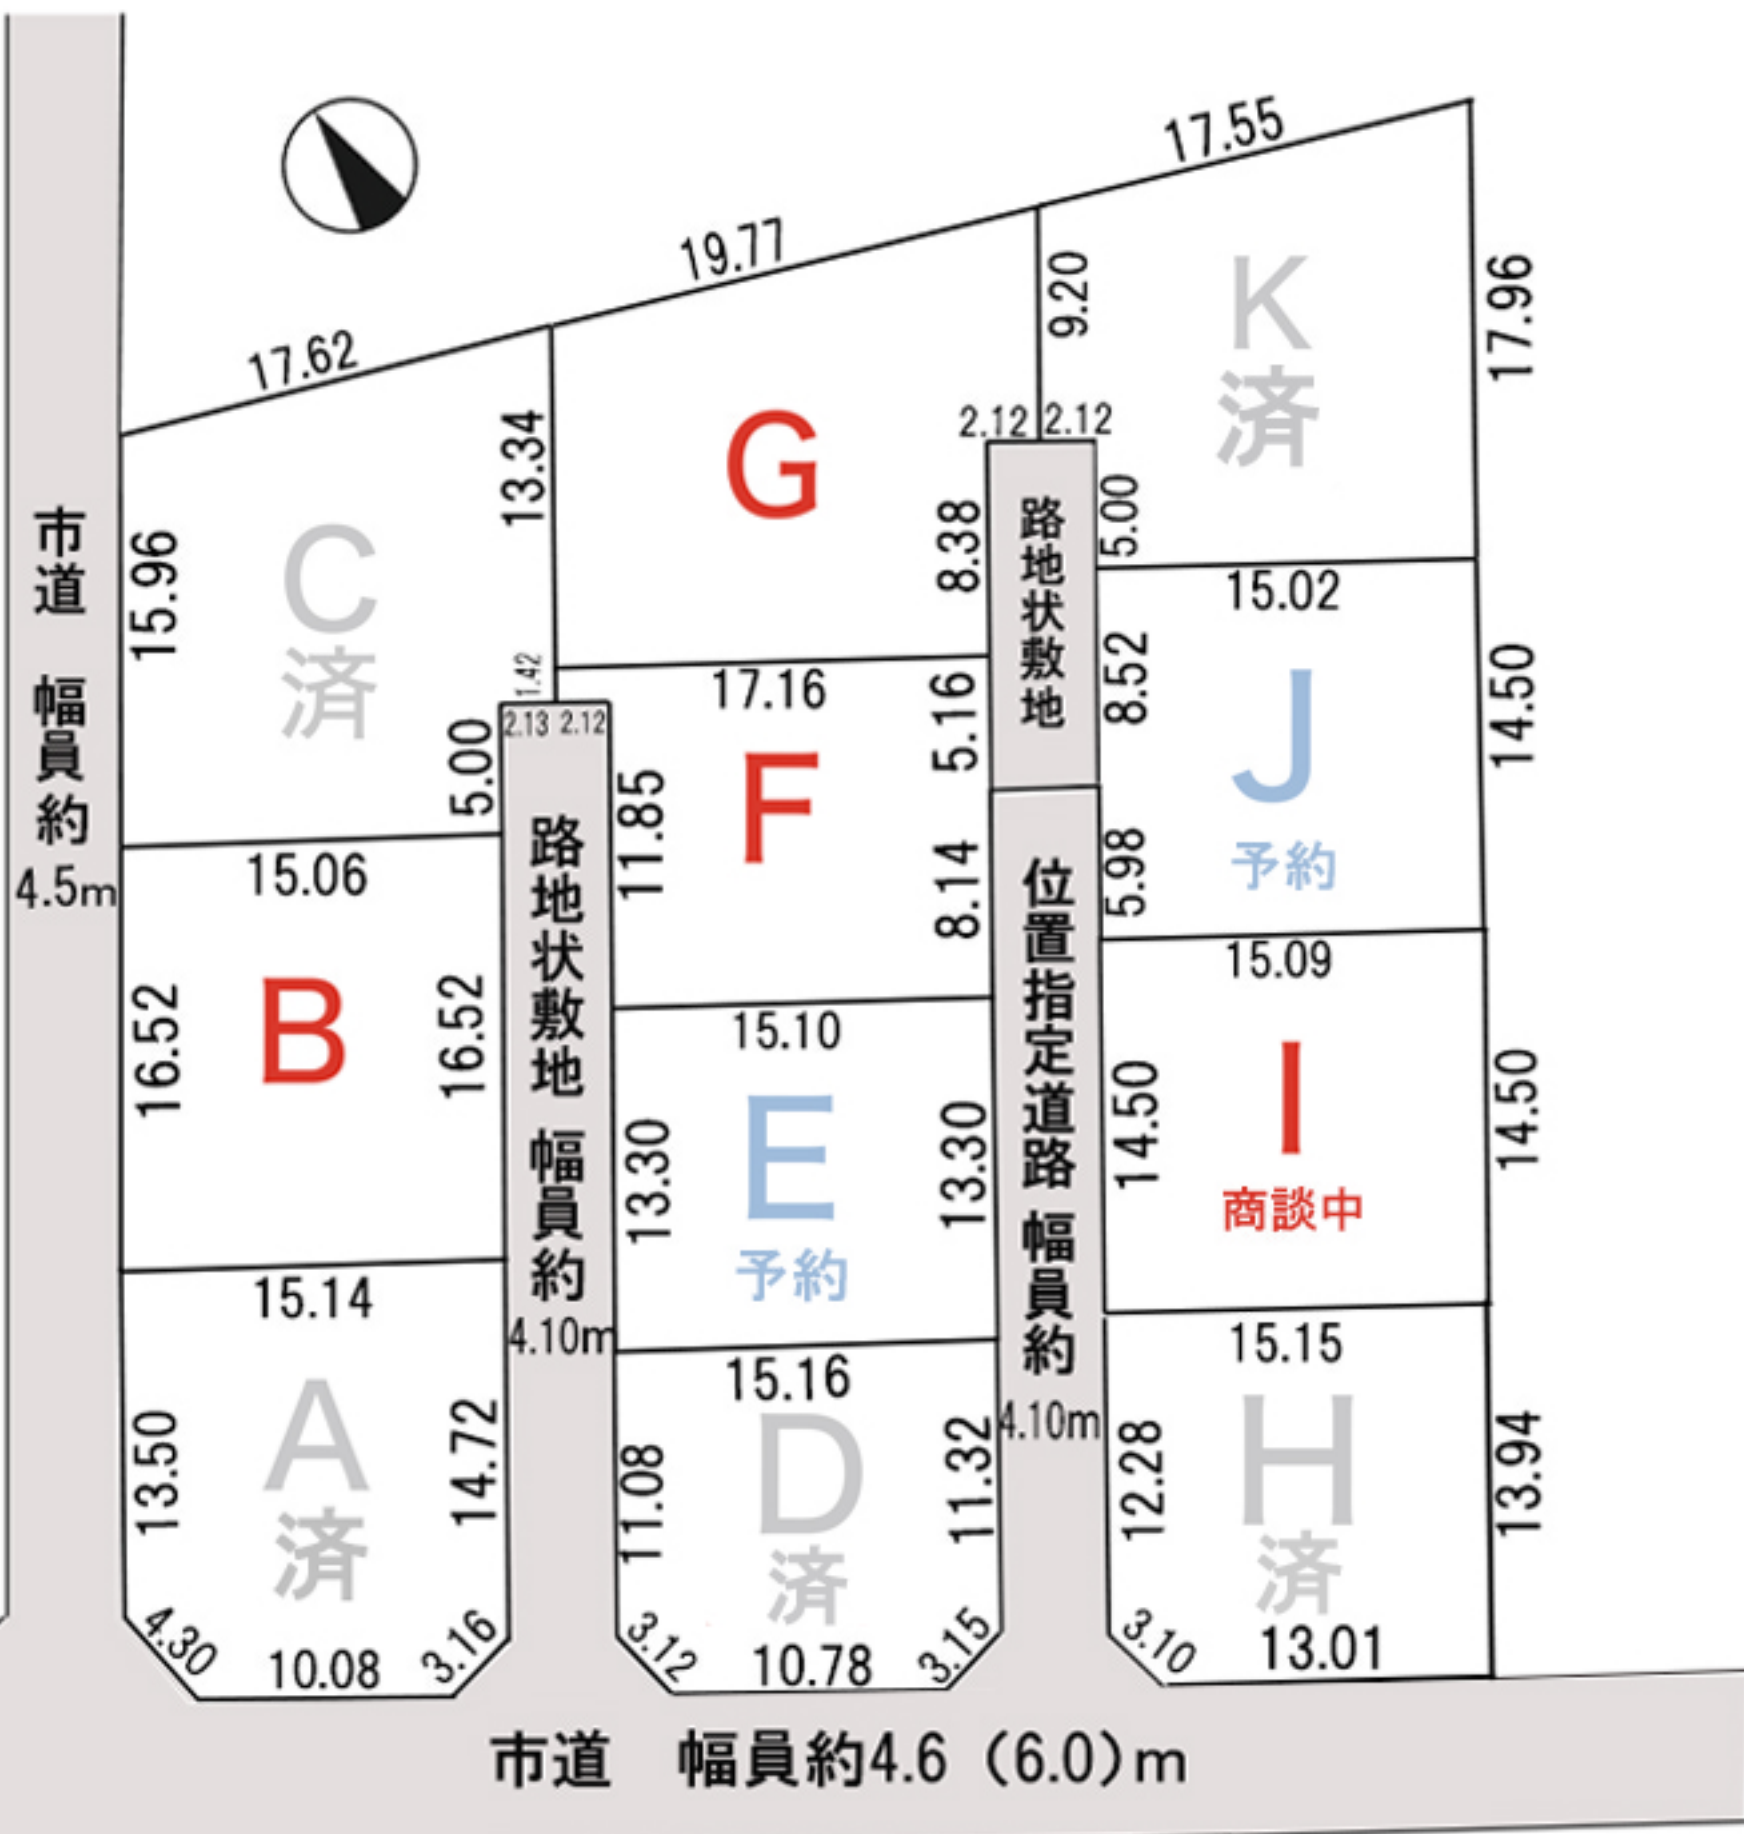 17.55
19.77
17.62
9.20
K
済
17.96
13.34
G
2.12
2.12
8.38
路地状敷地
5.00
市道 幅員約
4.5m
15.96
C
済
1.42
5.00
2.13
2.12
17.16
15.02
8.52
J
予約
14.50
5.98
11.85
F
5.16
8.14
15.06
16.52
B
16.52
路地状敷地 幅員約
4.10m
15.10
13.30
E
予約
13.30
位置指定道路 幅員約
4.10m
15.09
14.50
I
商談中
14.50
15.14
13.50
A
済
14.72
4.30
10.08
3.16
15.16
11.08
D
済
11.32
3.12
10.78
3.15
15.15
12.28
H
済
13.94
3.10
13.01
市道 幅員約4.6（6.0）m